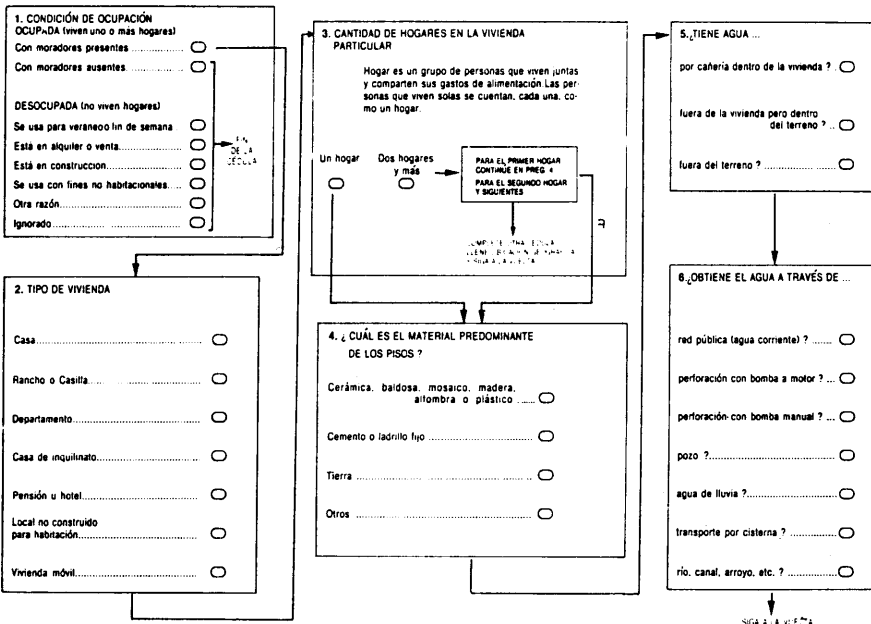 1. CONDICIÓN DE OCUPACIÓN
OCUPADA (viven uno o más hogares)
Con moradores presentes
Con moradores ausentes
DESOCUPADA (no viven hogares)
Se usa para veraneo o fin de semana
Está en alquiler o venta
Está en construccion
Se usa con fines no habitacionales
Otra razón
Ignorado
FIN
DE LA
CÉDULA
2. TIPO DE VIVIENDA
Casa
Rancho o Casilla
Departamento
Casa de inquilinato
Pensión u hotel
Local no construido
para habitación
Vivienda móvil
3. CANTIDAD DE HOGARES EN LA VIVIENDA
PARTICULAR
Hogar es un grupo de personas que viven juntas
y comparten sus gastos de alimentación. Las per-
sonas que viven solas se cuentan, cada una, co-
mo un hogar.
Un hogar
Dos hogares
y más
PARA EL PRIMER HOGAR
CONTINUE EN PREG 4
PARA EL SEGUNDO HOGAR
Y SIGUIENTES
4. ¿ CUÁL ES EL MATERIAL PREDOMINANTE
DE LOS PISOS ?
Cerámica, baldosa, mosaico, madera,
alfombra o plástico
Cemento o ladrillo fijo
Tierra
Otros
5. ¿TIENE AGUA ...
por cañería dentro de la vivienda ?
fuera de la vivienda pero dentro
del terreno ?
fuera del terreno ?
6. ¿OBTIENE EL AGUA A TRAVÉS DE ...
red pública (agua corriente) ?
perforación con bomba a motor ?
perforación con bomba manual ?
pozo ?
agua de lluvia ?
transporte por cisterna ?
río, canal, arroyo, etc. ?
SIGA A LA VUELTA